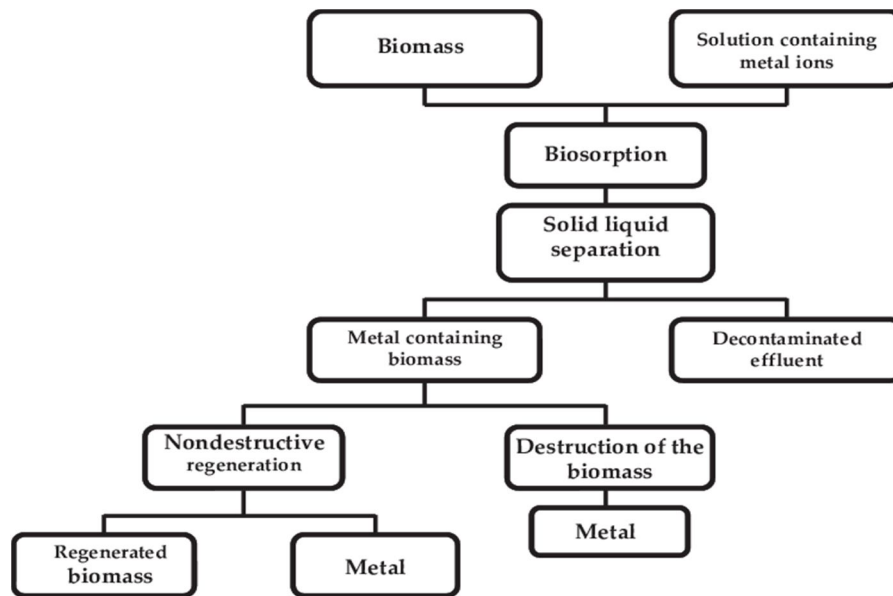 Biomass
Solution containing
metal ions
Biosorption
Solid liquid
separation
Metal containing
biomass
Decontaminated
effluent
Nondestructive
regeneration
Destruction of the
biomass
Regenerated
biomass
Metal
Metal